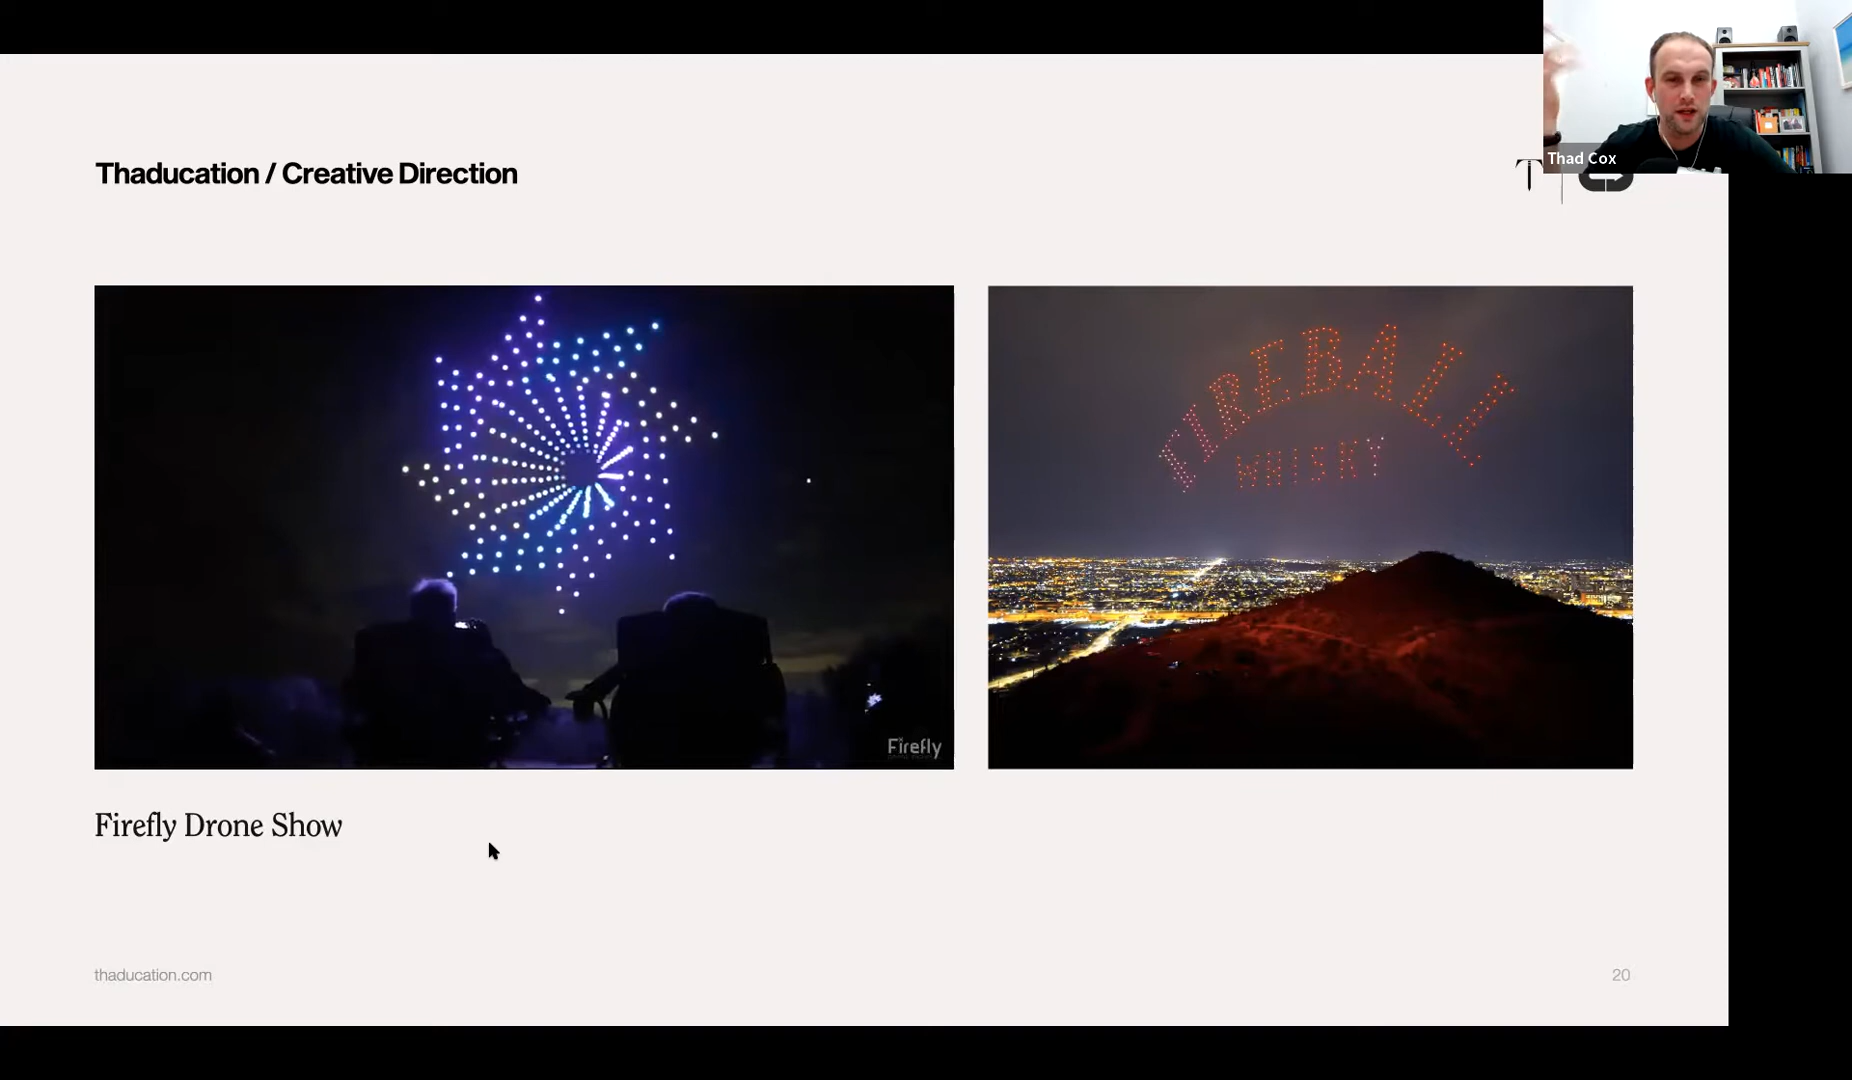 Thad Cox
Thaducation / Creative Direction
T
Firefly
FIREBALL
WHISKY
Firefly Drone Show
thaducation.com
20